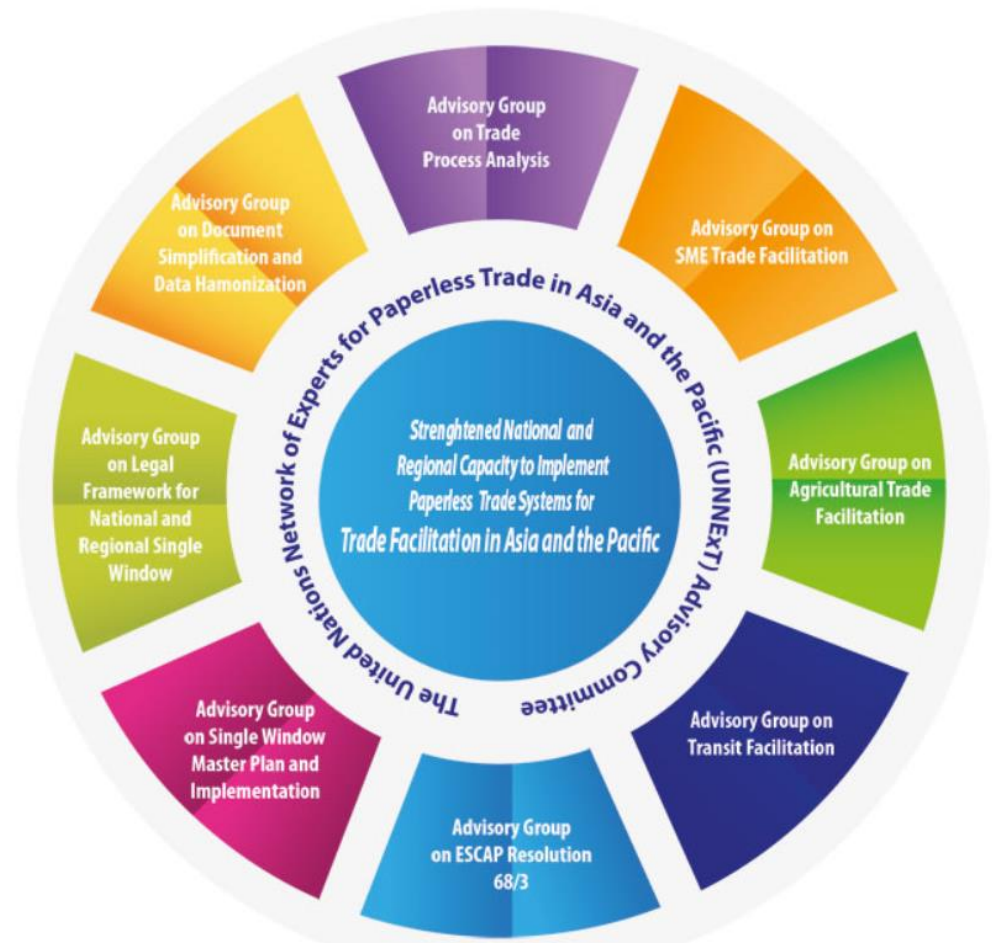 Advisory Group
on Trade
Process Analysis
Advisory Group on
SME Trade Facilitation
Advisory Group on
Agricultural Trade
Facilitation
Advisory Group on
Transit Facilitation
Advisory Group
on ESCAP Resolution
68/3
Advisory Group
on Single Window
Master Plan and
Implementation
Advisory Group
on Legal
Framework for
National and
Regional Single
Window
Advisory Group
on Document
Simplification and
Data Hamonization
The United Nations Network of Experts for Paperless Trade in Asia and the Pacific (UNNExT) Advisory Committee
Strenghtened National and
Regional Capacity to Implement
Paperless Trade Systems for
Trade Facilitation in Asia and the Pacific